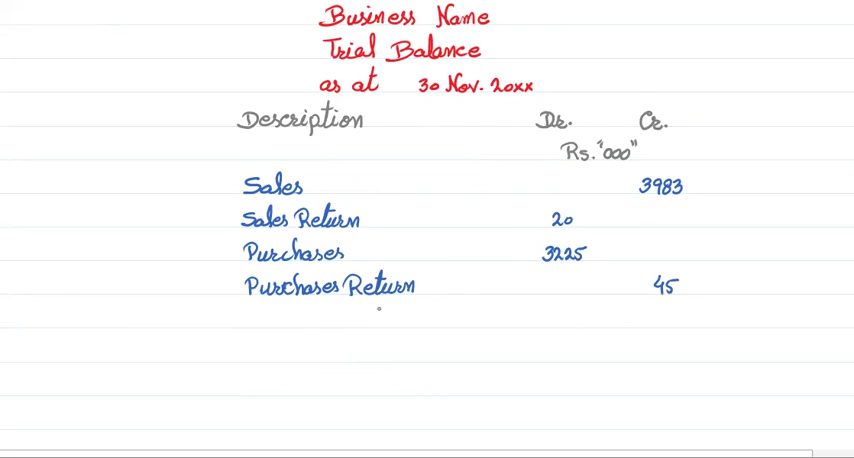 Business Name
Trial Balance
as at 30 Nov. 20xx
Description Dr. Cr.
Rs. "000"
Sales 3983
Sales Return 20
Purchases 3225
Purchases Return 45